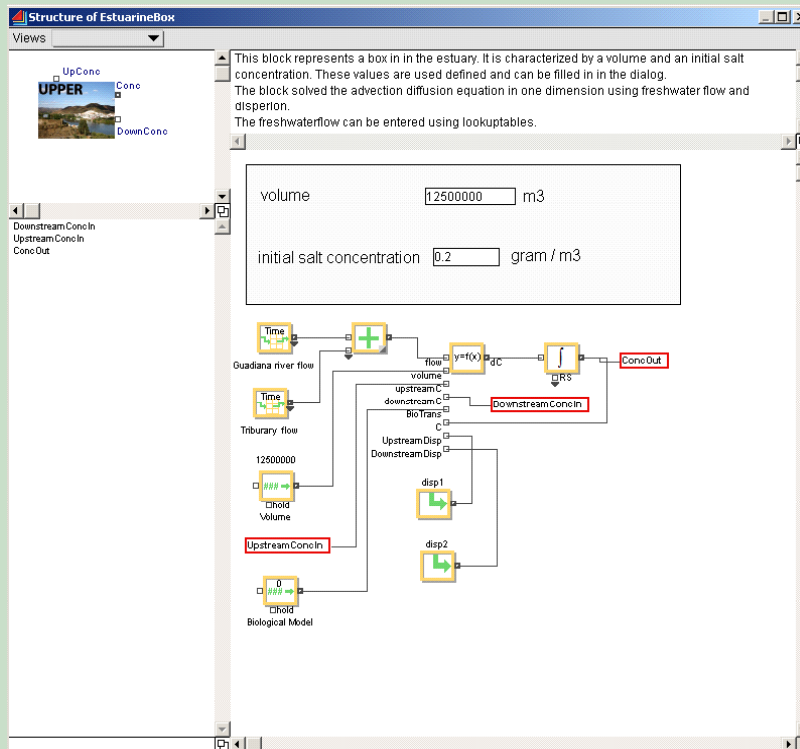 Structure of EstuarineBox
Views
UpConc
UPPER
Conc
DownConc
This block represents a box in in the estuary. It is characterized by a volume and an initial salt
concentration. These values are used defined and can be filled in in the dialog.
The block solved the advection diffusion equation in one dimension using freshwater flow and
disperion.
The freshwaterflow can be entered using lookuptables.
DownstreamConcIn
UpstreamConcIn
ConcOut
volume 12500000 m3
initial salt concentration 0.2 gram / m3
Time
Guadiana river flow
Time
Triburary flow
flow
volume
upstreamC
downstreamC
BioTrans
C
UpstreamDisp
DownstreamDisp
y=f(x)
dC
∫
RS
ConcOut
DownstreamConcIn
12500000
###
hold
Volume
disp1
UpstreamConcIn
disp2
0
###
hold
Biological Model